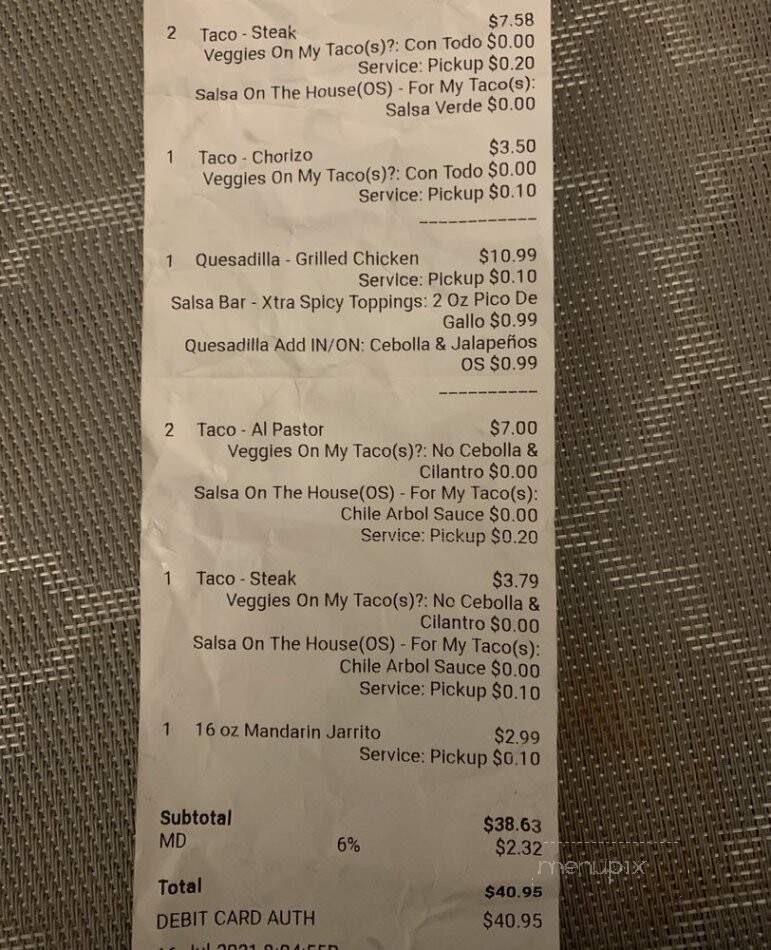 2 Taco - Steak $7.58
Veggies On My Taco(s)?: Con Todo $0.00
Service: Pickup $0.20
Salsa On The House(OS) - For My Taco(s):
Salsa Verde $0.00
1 Taco - Chorizo $3.50
Veggies On My Taco(s)?: Con Todo $0.00
Service: Pickup $0.10
------------
1 Quesadilla - Grilled Chicken $10.99
Service: Pickup $0.10
Salsa Bar - Xtra Spicy Toppings: 2 Oz Pico De
Gallo $0.99
Quesadilla Add IN/ON: Cebolla & Jalapeños
OS $0.99
----------
2 Taco - Al Pastor $7.00
Veggies On My Taco(s)?: No Cebolla &
Cilantro $0.00
Salsa On The House(OS) - For My Taco(s):
Chile Arbol Sauce $0.00
Service: Pickup $0.20
1 Taco - Steak $3.79
Veggies On My Taco(s)?: No Cebolla &
Cilantro $0.00
Salsa On The House(OS) - For My Taco(s):
Chile Arbol Sauce $0.00
Service: Pickup $0.10
1 16 oz Mandarin Jarrito $2.99
Service: Pickup $0.10
Subtotal $38.63
MD 6% $2.32
menupix
Total $40.95
DEBIT CARD AUTH $40.95